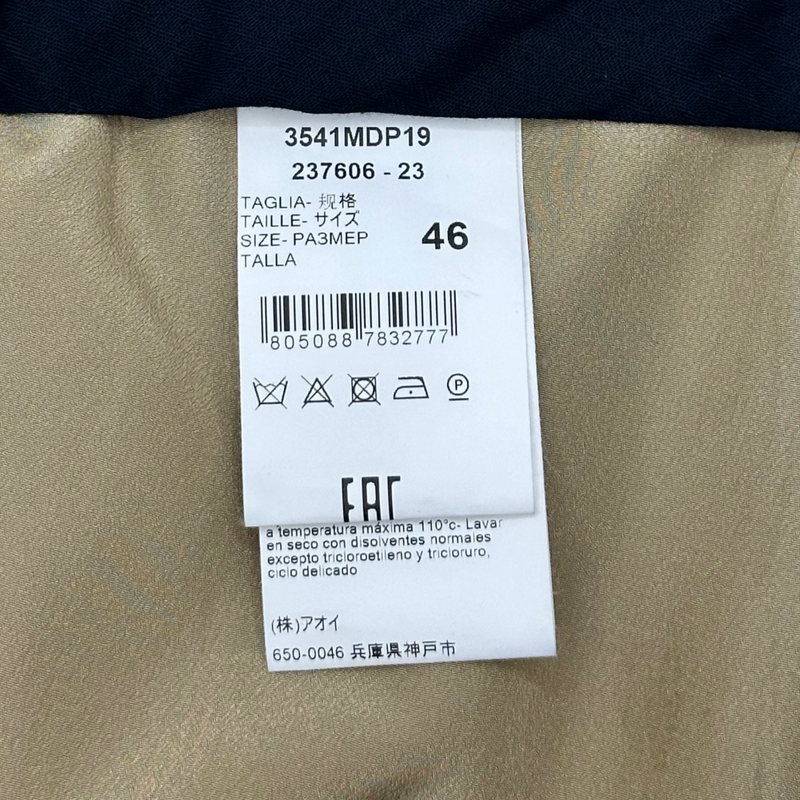 3541MDP19
237606 - 23
TAGLIA- 规格
TAILLE- サイズ
SIZE- PA3MEP
TALLA
46
805088 7832777
P
EAC
a temperatura máxima 110°c- Lavar
en seco con disolventes normales
excepto tricloroetileno y tricloruro,
ciclo delicado
(株)アオイ
650-0046 兵庫県神戸市